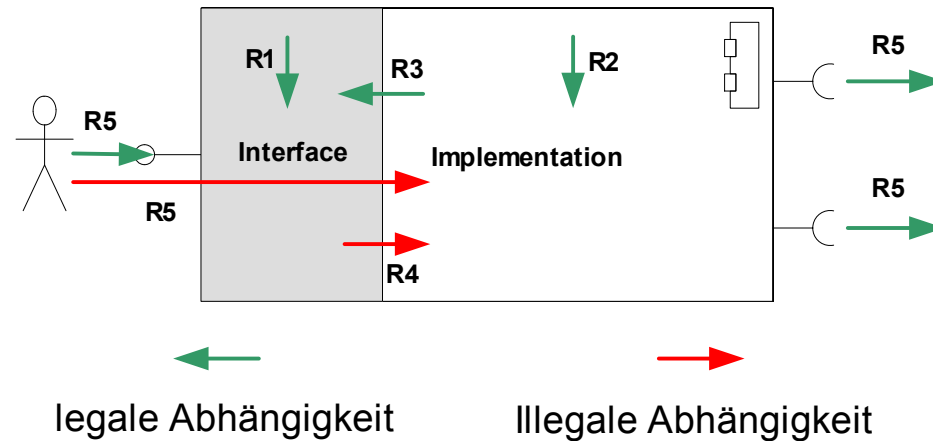 R1
R3
R2
R5
R5
Interface
Implementation
R5
R5
R4
legale Abhängigkeit
Illegale Abhängigkeit